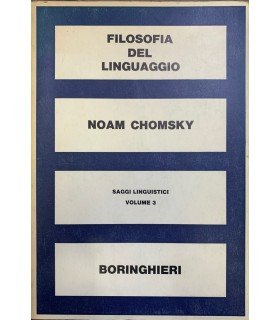 FILOSOFIA
DEL
LINGUAGGIO
NOAM CHOMSKY
SAGGI LINGUISTICI
VOLUME 3
BORINGHIERI